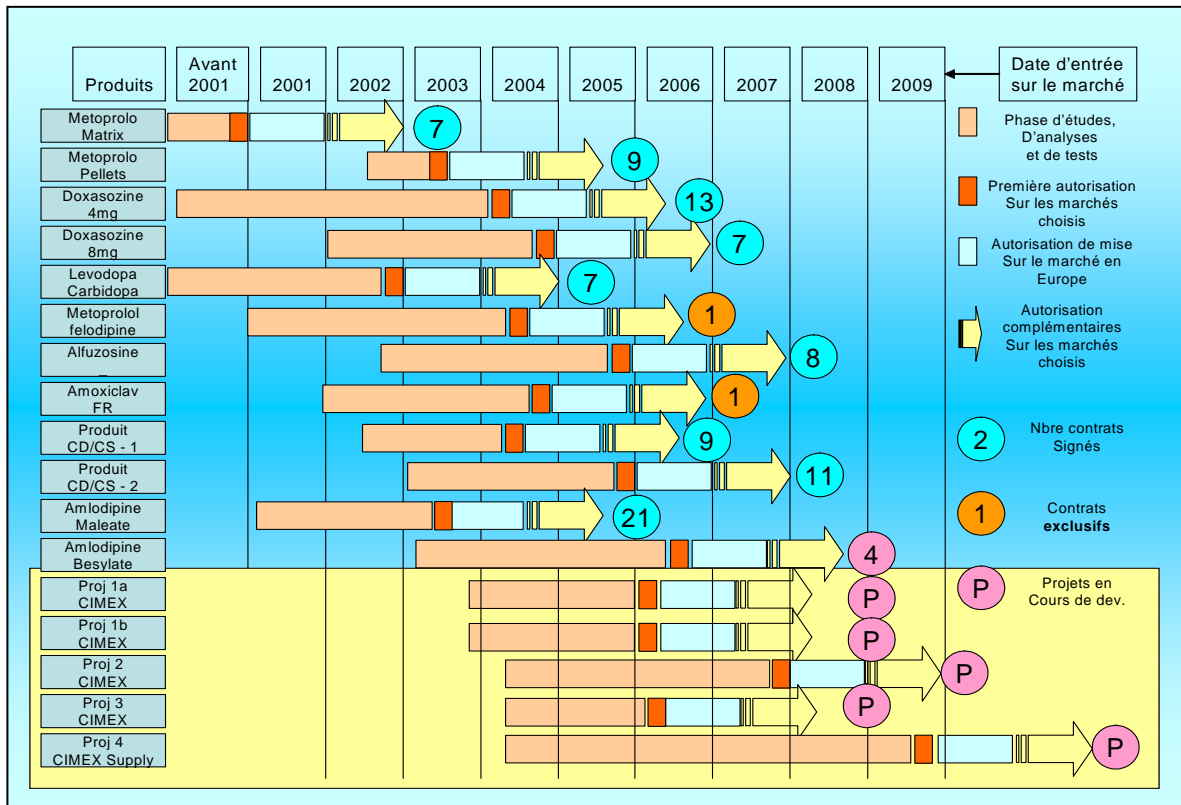 Produits
Avant
2001
2001
2002
2003
2004
2005
2006
2007
2008
2009
Date d'entrée
sur le marché
Metoprolo
Matrix
7
Metoprolo
Pellets
9
Doxasozine
4mg
13
Doxasozine
8mg
7
Levodopa
Carbidopa
7
Metoprolol
felodipine
1
Alfuzosine
_
8
Amoxiclav
FR
1
Produit
CD/CS - 1
9
Produit
CD/CS - 2
11
Amlodipine
Maleate
21
Amlodipine
Besylate
4
Proj 1a
CIMEX
P
Proj 1b
CIMEX
P
Proj 2
CIMEX
P
Proj 3
CIMEX
P
Proj 4
CIMEX Supply
P
Phase d'études,
D'analyses
et de tests
Première autorisation
Sur les marchés
choisis
Autorisation de mise
Sur le marché en
Europe
Autorisation
complémentaires
Sur les marchés
choisis
2
Nbre contrats
Signés
1
Contrats
exclusifs
P
Projets en
Cours de dev.